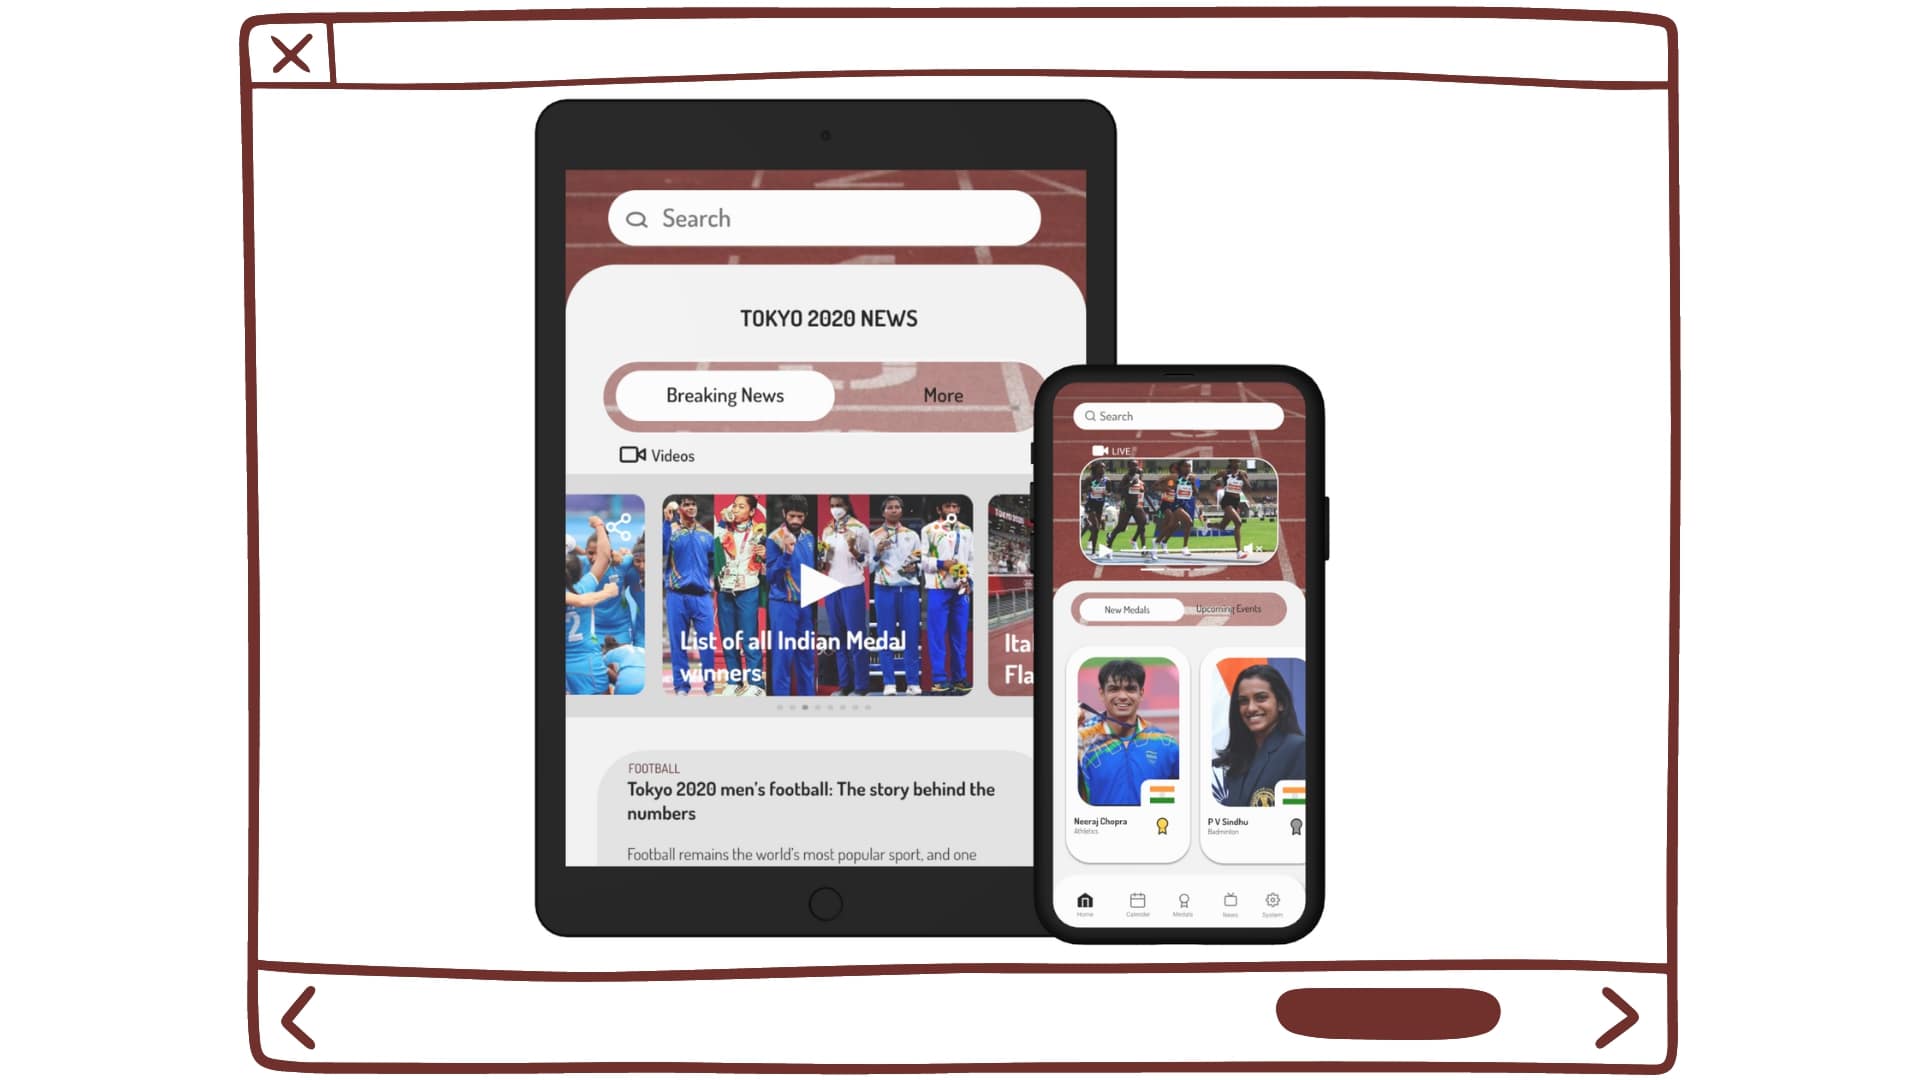 Search
TOKYO 2020 NEWS
Breaking News
More
Videos
List of all Indian Medal
winners
Ita
Fla
FOOTBALL
Tokyo 2020 men's football: The story behind the
numbers
Football remains the world's most popular sport, and one
Search
LIVE
New Medals
Upcoming Events
Neeraj Chopra
Athletics
P V Sindhu
Badminton
Home
Calendar
Medals
News
System